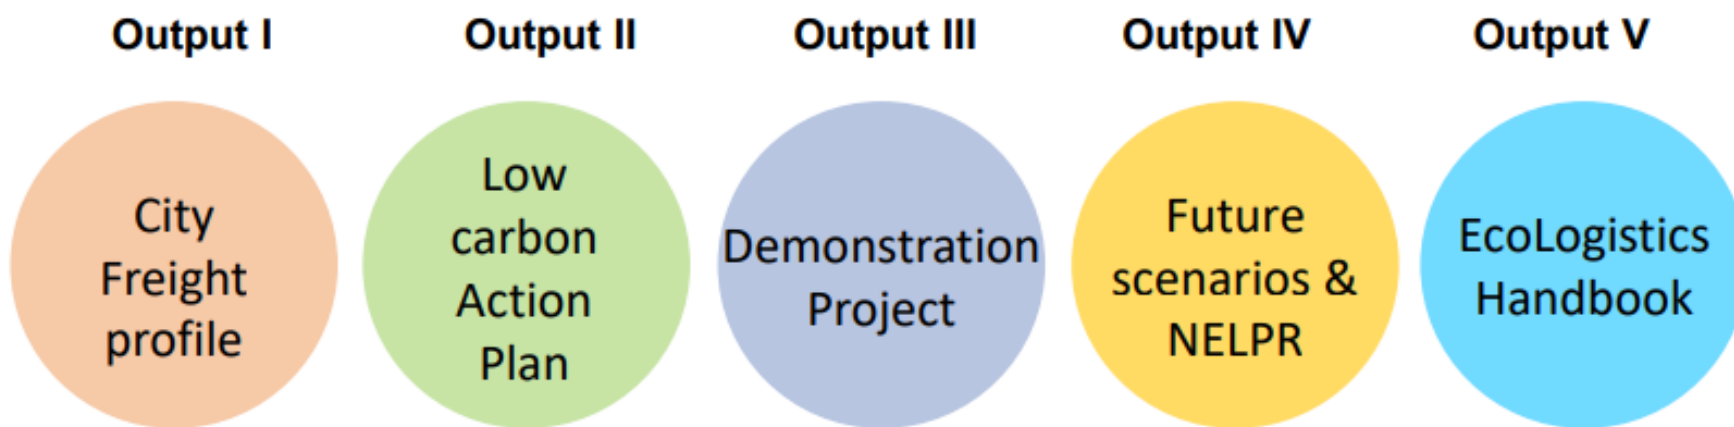 Output I
Output II
Output III
Output IV
Output V
City
Freight
profile
Low
carbon
Action
Plan
Demonstration
Project
Future
scenarios &
NELPR
EcoLogistics
Handbook